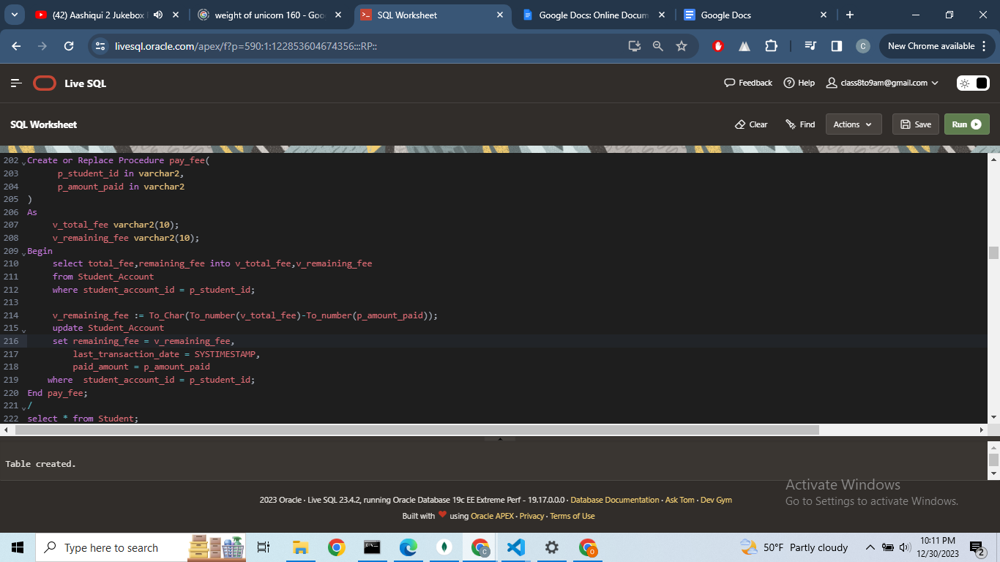 (42) Aashiqui 2 Jukebox
weight of unicorn 160 - Goo
SQL Worksheet
Google Docs: Online Docum
Google Docs
livesql.oracle.com/apex/f?p=590:1:122853604674356:::RP::
C
New Chrome available
Live SQL
Feedback
Help
class8to9am@gmail.com
SQL Worksheet
Clear
Find
Actions
Save
Run
202 Create or Replace Procedure pay_fee(
203 p_student_id in varchar2,
204 p_amount_paid in varchar2
205 )
206 As
207 v_total_fee varchar2(10);
208 v_remaining_fee varchar2(10);
209 Begin
210 select total_fee,remaining_fee into v_total_fee,v_remaining_fee
211 from Student_Account
212 where student_account_id = p_student_id;
213
214 v_remaining_fee := To_Char(To_number(v_total_fee)-To_number(p_amount_paid));
215 update Student_Account
216 set remaining_fee = v_remaining_fee,
217 last_transaction_date = SYSTIMESTAMP,
218 paid_amount = p_amount_paid
219 where student_account_id = p_student_id;
220 End pay_fee;
221 /
222 select * from Student;
Table created.
Activate Windows
Go to Settings to activate Windows.
2023 Oracle · Live SQL 23.4.2, running Oracle Database 19c EE Extreme Perf - 19.17.0.0.0 · Database Documentation · Ask Tom · Dev Gym
Built with ❤ using Oracle APEX · Privacy · Terms of Use
Type here to search
50°F Partly cloudy
10:11 PM
12/30/2023
2